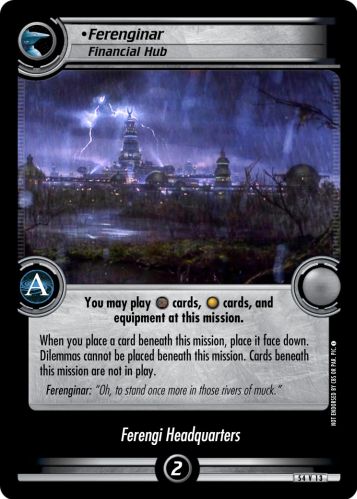 •Ferenginar
Financial Hub
A
You may play cards, cards, and
equipment at this mission.
When you place a card beneath this mission, place it face down.
Dilemmas cannot be placed beneath this mission. Cards beneath
this mission are not in play.
Ferenginar: "Oh, to stand once more in those rivers of muck."
NOT ENDORSED BY CBS OR PAR. PIC
Ferengi Headquarters
2
54 V 13